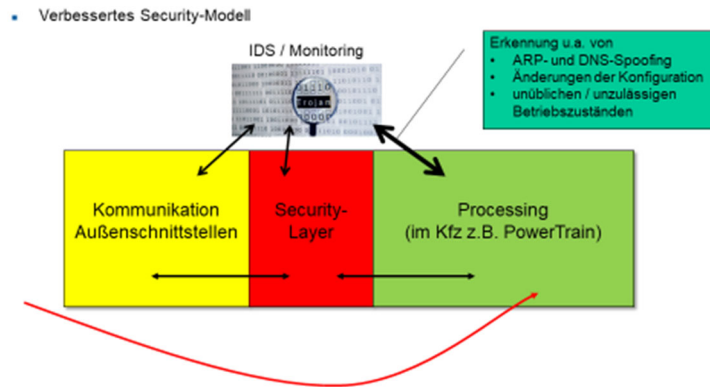 Verbessertes Security-Modell
IDS / Monitoring
Trojan
Erkennung u.a. von
• ARP- und DNS-Spoofing
• Änderungen der Konfiguration
• unüblichen / unzulässigen
Betriebszuständen
Kommunikation
Außenschnittstellen
Security-
Layer
Processing
(im Kfz z.B. PowerTrain)